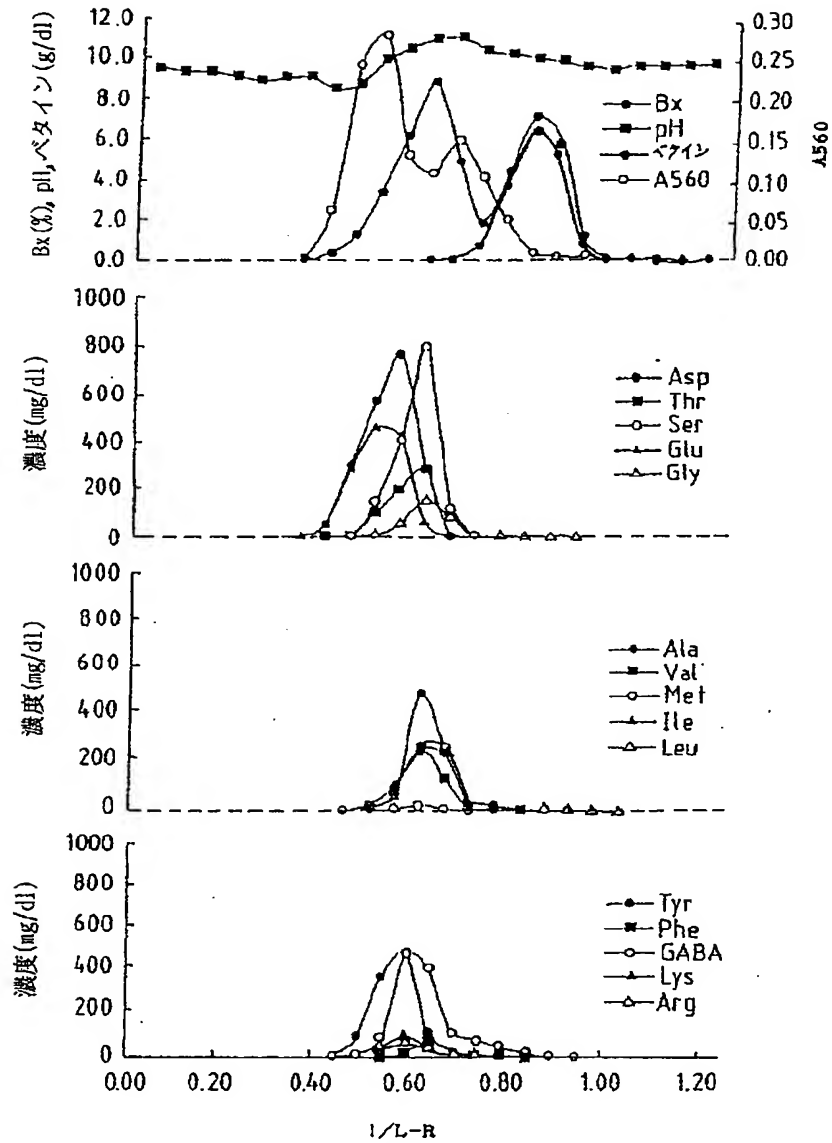 Bx(%), pH, ベタイン(g/dl)
12.0
10.0
8.0
6.0
4.0
2.0
0.0
Bx
pH
ベタイン
A560
0.30
0.25
0.20
0.15
0.10
0.05
0.00
A560
濃度(mg/dl)
1000
800
600
400
200
0
Asp
Thr
Ser
Glu
Gly
濃度(mg/dl)
1000
800
600
400
200
0
Ala
Val
Met
Ile
Leu
濃度(mg/dl)
1000
800
600
400
200
0
Tyr
Phe
GABA
Lys
Arg
0.00 0.20 0.40 0.60 0.80 1.00 1.20
l/L-R